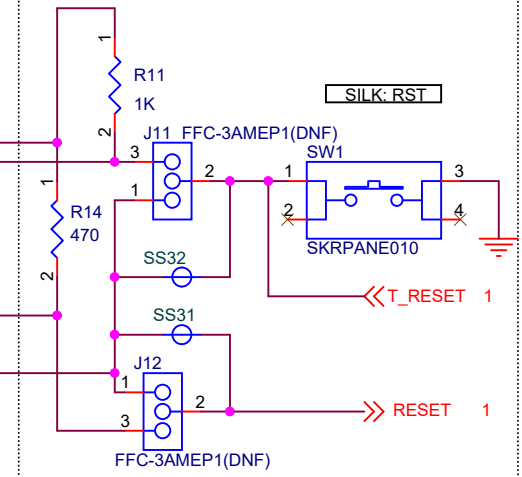 1
R11
1K
2
SILK: RST
J11 FFC-3AMEP1(DNF)
3
2
1
SW1
1
3
2
4
SKRPANE010
1
R14
470
2
SS32
T_RESET 1
SS31
J12
1
2
3
RESET 1
FFC-3AMEP1(DNF)